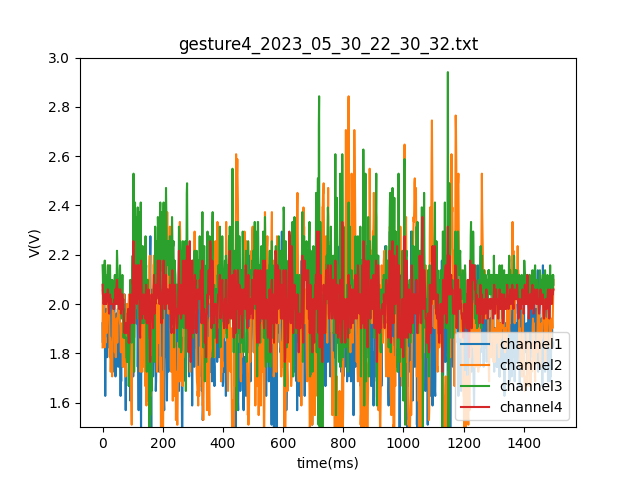 gesture4_2023_05_30_22_30_32.txt
3.0
2.8
2.6
2.4
2.2
2.0
1.8
1.6
V(V)
channel1
channel2
channel3
channel4
0 200 400 600 800 1000 1200 1400
time(ms)